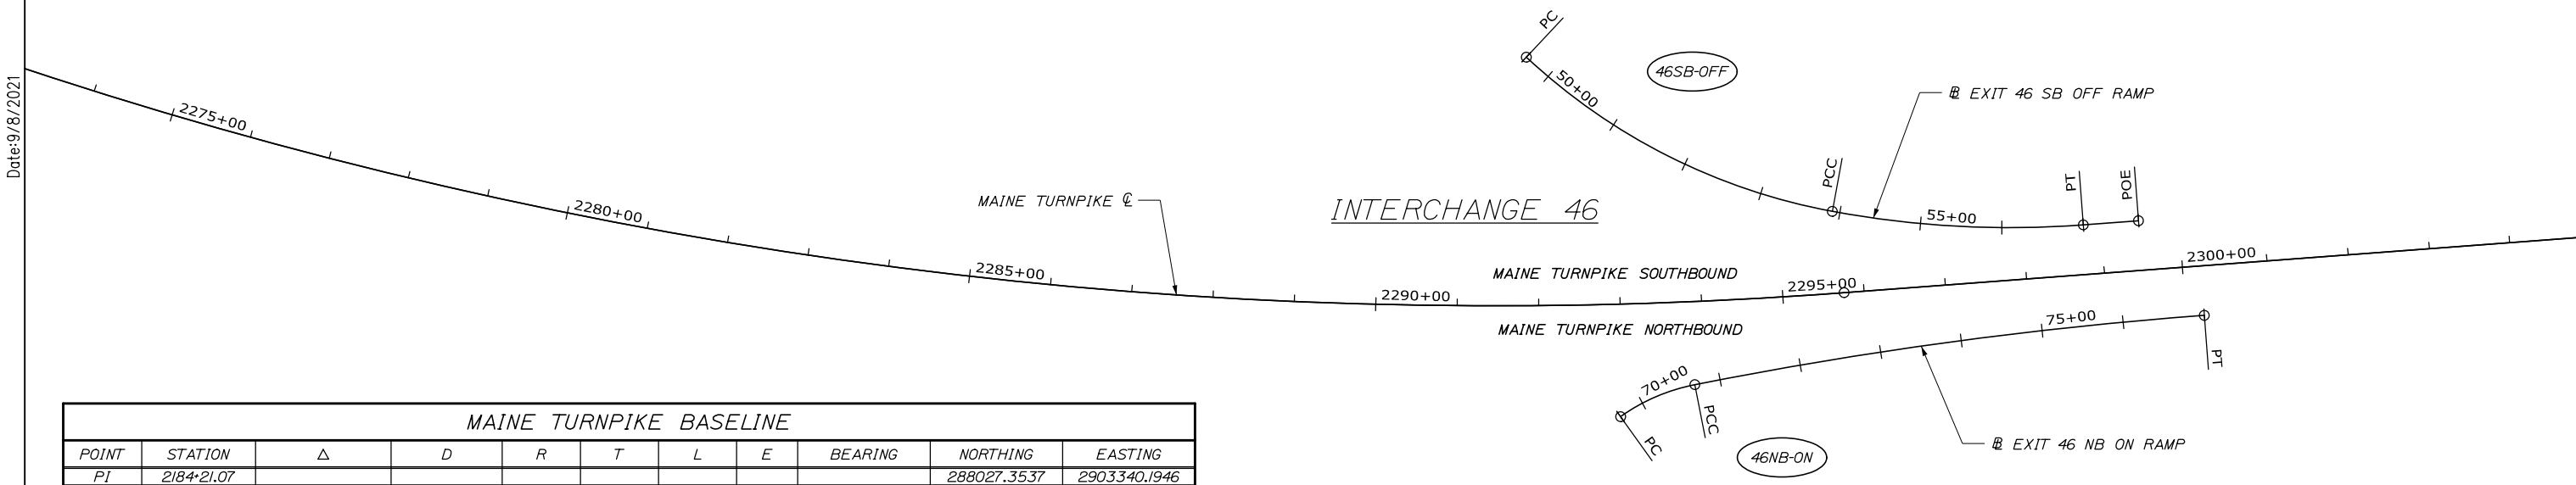 Date:9/8/2021
2275+00
2280+00
2285+00
2290+00
2295+00
2300+00
MAINE TURNPIKE ℄
INTERCHANGE 46
MAINE TURNPIKE SOUTHBOUND
MAINE TURNPIKE NORTHBOUND
PC
50+00
46SB-OFF
BL EXIT 46 SB OFF RAMP
PCC
55+00
PT
POE
PC
70+00
PCC
75+00
PT
46NB-ON
BL EXIT 46 NB ON RAMP
MAINE TURNPIKE BASELINE
POINT STATION Δ D R T L E BEARING NORTHING EASTING
PI 2184+21.07 288027.3537 2903340.1946